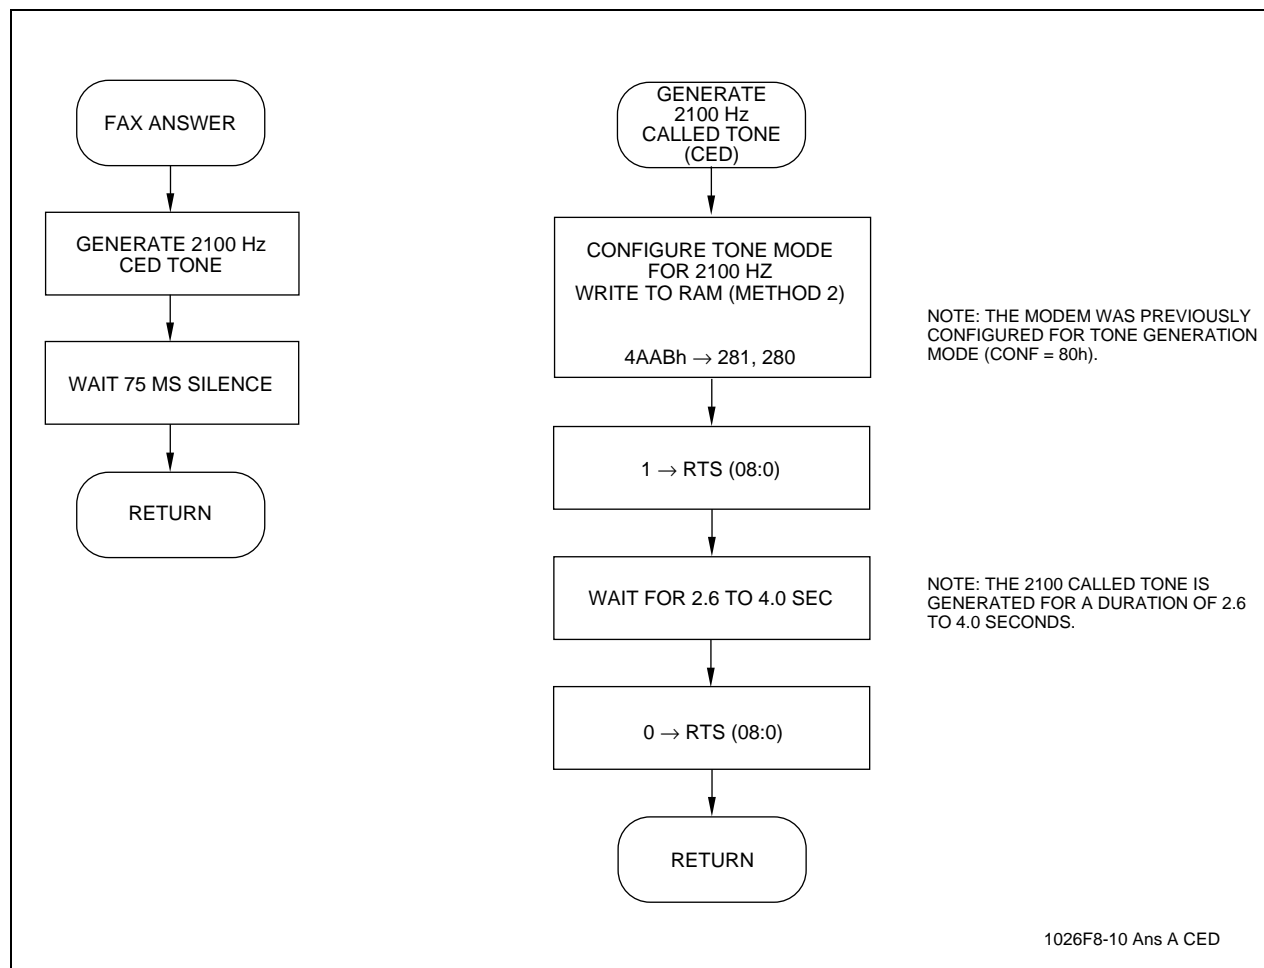 FAX ANSWER
GENERATE 2100 Hz
CED TONE
WAIT 75 MS SILENCE
RETURN
GENERATE
2100 Hz
CALLED TONE
(CED)
CONFIGURE TONE MODE
FOR 2100 HZ
WRITE TO RAM (METHOD 2)
4AABh → 281, 280
NOTE: THE MODEM WAS PREVIOUSLY
CONFIGURED FOR TONE GENERATION
MODE (CONF = 80h).
1 → RTS (08:0)
WAIT FOR 2.6 TO 4.0 SEC
NOTE: THE 2100 CALLED TONE IS
GENERATED FOR A DURATION OF 2.6
TO 4.0 SECONDS.
0 → RTS (08:0)
RETURN
1026F8-10 Ans A CED